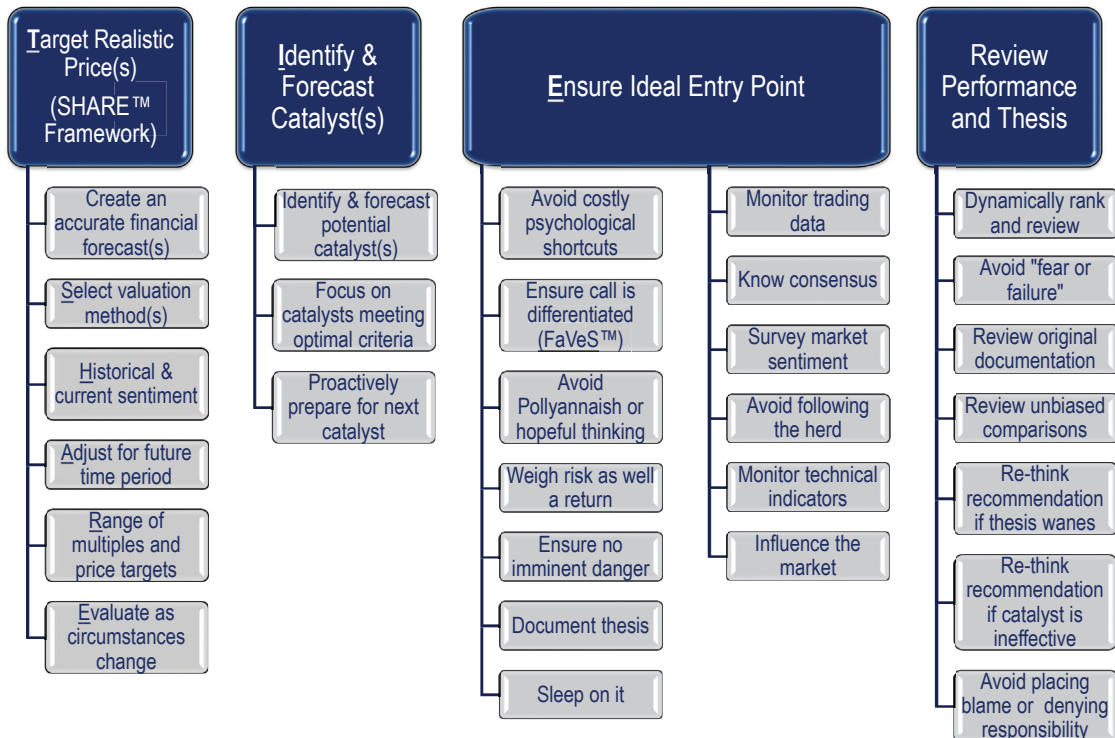 Target Realistic
Price(s)
(SHARE™
Framework)
Create an
accurate financial
forecast(s)
Select valuation
method(s)
Historical &
current sentiment
Adjust for future
time period
Range of
multiples and
price targets
Evaluate as
circumstances
change
Identify &
Forecast
Catalyst(s)
Identify & forecast
potential
catalyst(s)
Focus on
catalysts meeting
optimal criteria
Proactively
prepare for next
catalyst
Ensure Ideal Entry Point
Avoid costly
psychological
shortcuts
Ensure call is
differentiated
(FaVeS™)
Avoid
Pollyannaish or
hopeful thinking
Weigh risk as well
a return
Ensure no
imminent danger
Document thesis
Sleep on it
Monitor trading
data
Know consensus
Survey market
sentiment
Avoid following
the herd
Monitor technical
indicators
Influence the
market
Review
Performance
and Thesis
Dynamically rank
and review
Avoid "fear or
failure"
Review original
documentation
Review unbiased
comparisons
Re-think
recommendation
if thesis wanes
Re-think
recommendation
if catalyst is
ineffective
Avoid placing
blame or denying
responsibility